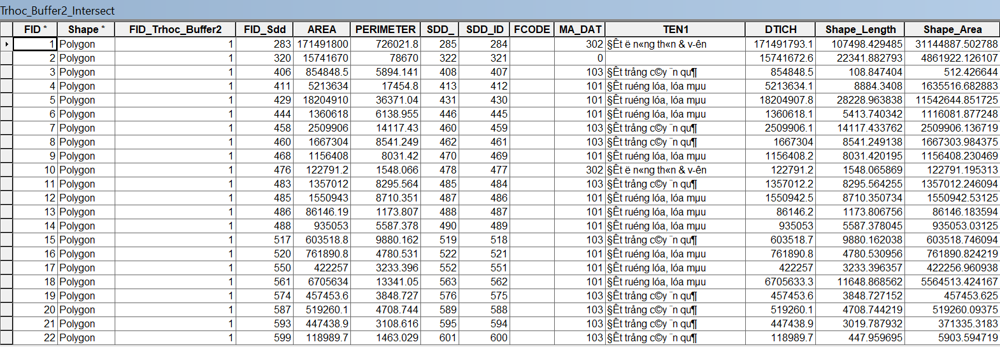 Trhoc_Buffer2_Intersect
FID * Shape * FID_Trhoc_Buffer2 FID_Sdd AREA PERIMETER SDD_ SDD_ID FCODE MA_DAT TEN1 DTICH Shape_Length Shape_Area
1 Polygon 1 283 171491800 726021.8 285 284 302 §Êt ë n«ng th«n & v-ên 171491793.1 107498.429485 31144887.502788
2 Polygon 1 320 15741670 78670 322 321 0 15741672.6 22341.882793 4861922.126107
3 Polygon 1 406 854848.5 5894.141 408 407 103 §Êt trång c©y ¨n qu¶ 854848.5 108.847404 512.426644
4 Polygon 1 411 5213634 17454.8 413 412 101 §Êt ruéng lóa, lóa mµu 5213634.1 8884.3408 1635516.682883
5 Polygon 1 429 18204910 36371.04 431 430 101 §Êt ruéng lóa, lóa mµu 18204907.8 28228.963838 11542644.851725
6 Polygon 1 444 1360618 6138.955 446 445 101 §Êt ruéng lóa, lóa mµu 1360618.1 5413.740342 1116081.877248
7 Polygon 1 458 2509906 14117.43 460 459 103 §Êt trång c©y ¨n qu¶ 2509906.1 14117.433762 2509906.136719
8 Polygon 1 460 1667304 8541.249 462 461 103 §Êt trång c©y ¨n qu¶ 1667304 8541.249138 1667303.984375
9 Polygon 1 468 1156408 8031.42 470 469 101 §Êt ruéng lóa, lóa mµu 1156408.2 8031.420195 1156408.230469
10 Polygon 1 476 122791.2 1548.066 478 477 302 §Êt ë n«ng th«n & v-ên 122791.2 1548.065869 122791.195313
11 Polygon 1 483 1357012 8295.564 485 484 103 §Êt trång c©y ¨n qu¶ 1357012.2 8295.564255 1357012.246094
12 Polygon 1 485 1550943 8710.351 487 486 101 §Êt ruéng lóa, lóa mµu 1550942.5 8710.350734 1550942.53125
13 Polygon 1 486 86146.19 1173.807 488 487 101 §Êt ruéng lóa, lóa mµu 86146.2 1173.806756 86146.183594
14 Polygon 1 488 935053 5587.378 490 489 101 §Êt ruéng lóa, lóa mµu 935053 5587.378045 935053.03125
15 Polygon 1 517 603518.8 9880.162 519 518 103 §Êt trång c©y ¨n qu¶ 603518.7 9880.162038 603518.746094
16 Polygon 1 520 761890.8 4780.531 522 521 101 §Êt ruéng lóa, lóa mµu 761890.8 4780.530956 761890.824219
17 Polygon 1 550 422257 3233.396 552 551 101 §Êt ruéng lóa, lóa mµu 422257 3233.396357 422256.960938
18 Polygon 1 561 6705634 13341.05 563 562 101 §Êt ruéng lóa, lóa mµu 6705633.3 11648.868562 5564513.424167
19 Polygon 1 574 457453.6 3848.727 576 575 103 §Êt trång c©y ¨n qu¶ 457453.6 3848.727152 457453.625
20 Polygon 1 587 519260.1 4708.744 589 588 103 §Êt trång c©y ¨n qu¶ 519260.1 4708.744219 519260.09375
21 Polygon 1 593 447438.9 3108.616 595 594 103 §Êt trång c©y ¨n qu¶ 447438.9 3019.787932 371335.3183
22 Polygon 1 599 118989.7 1463.029 601 600 103 §Êt trång c©y ¨n qu¶ 118989.7 447.959695 5903.594719